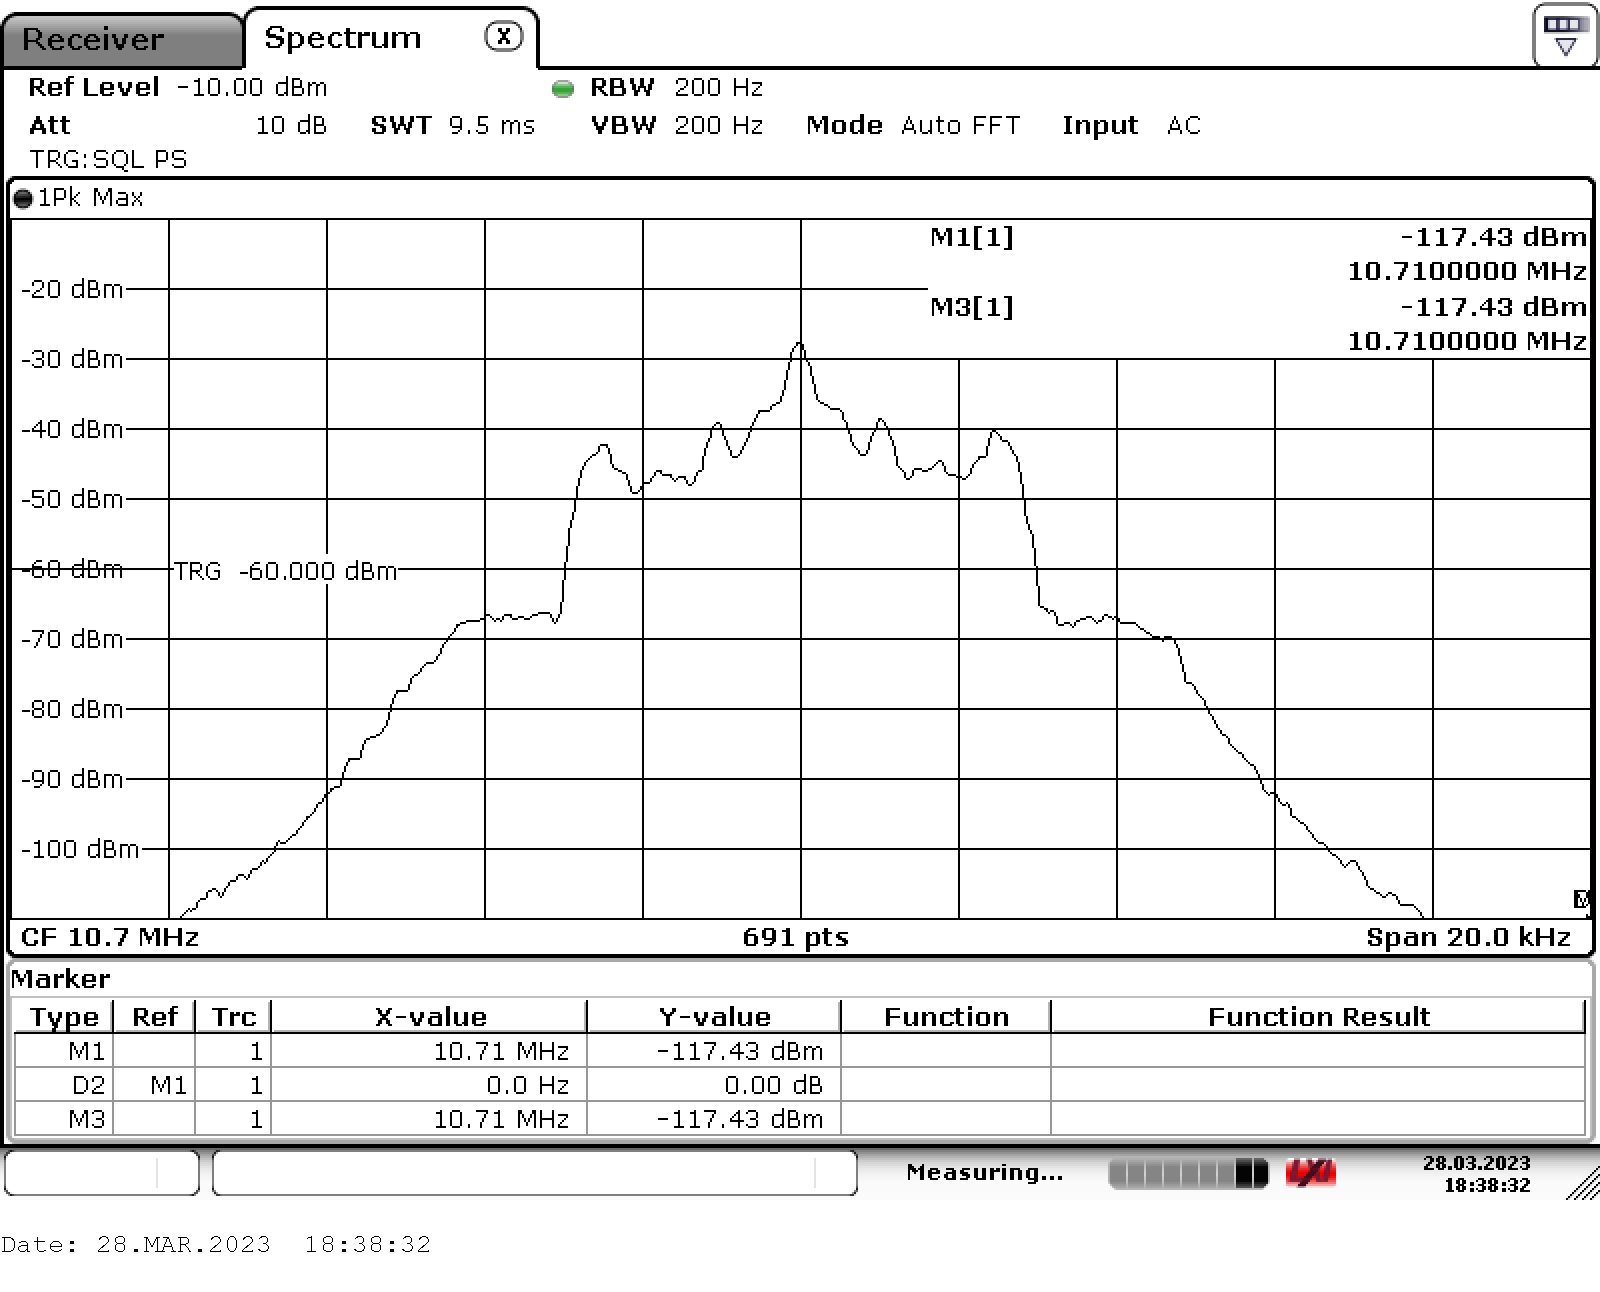 Receiver Spectrum X
Ref Level -10.00 dBm RBW 200 Hz
Att 10 dB SWT 9.5 ms VBW 200 Hz Mode Auto FFT Input AC
TRG:SQL PS
1Pk Max
M1[1] -117.43 dBm
10.7100000 MHz
-20 dBm
M3[1] -117.43 dBm
10.7100000 MHz
-30 dBm
-40 dBm
-50 dBm
-60 dBm TRG -60.000 dBm
-70 dBm
-80 dBm
-90 dBm
-100 dBm
M
CF 10.7 MHz 691 pts Span 20.0 kHz
Marker
Type Ref Trc X-value Y-value Function Function Result
M1 1 10.71 MHz -117.43 dBm
D2 M1 1 0.0 Hz 0.00 dB
M3 1 10.71 MHz -117.43 dBm
Measuring... LXI 28.03.2023
18:38:32
Date: 28.MAR.2023 18:38:32